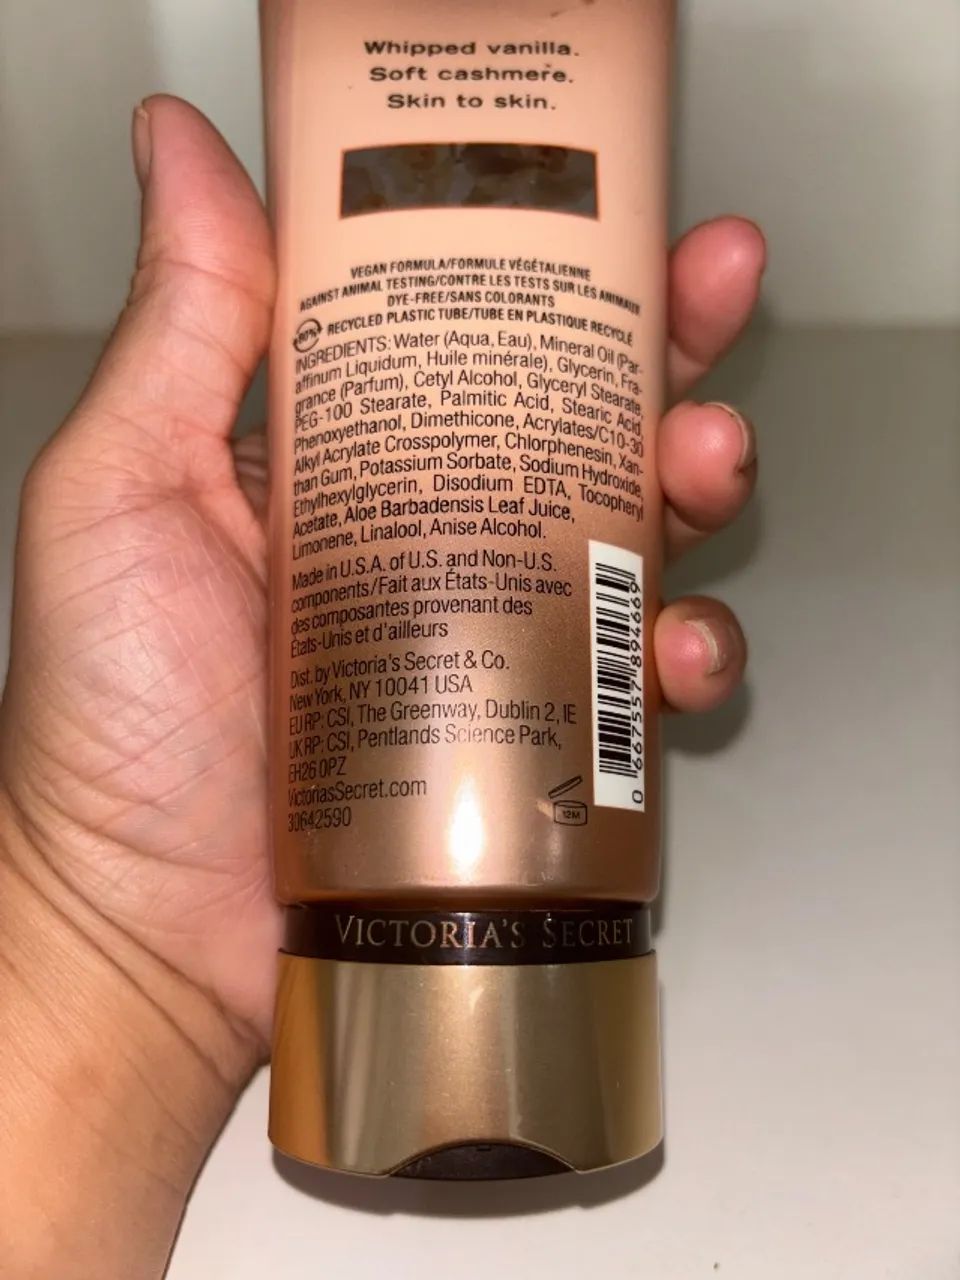 Whipped vanilla.
Soft cashmere.
Skin to skin.
VEGAN FORMULA/FORMULE VÉGÉTALIENNE
AGAINST ANIMAL TESTING/CONTRE LES TESTS SUR LES ANIMAUX
DYE-FREE/SANS COLORANTS
RECYCLED PLASTIC TUBE/TUBE EN PLASTIQUE RECYCLÉ
INGREDIENTS: Water (Aqua, Eau), Mineral Oil (Par-
affinum Liquidum, Huile minérale), Glycerin, Fra-
grance (Parfum), Cetyl Alcohol, Glyceryl Stearate,
PEG-100 Stearate, Palmitic Acid, Stearic Acid,
Phenoxyethanol, Dimethicone, Acrylates/C10-30
Alkyl Acrylate Crosspolymer, Chlorphenesin, Xan-
than Gum, Potassium Sorbate, Sodium Hydroxide,
Ethylhexylglycerin, Disodium EDTA, Tocopheryl
Acetate, Aloe Barbadensis Leaf Juice,
Limonene, Linalool, Anise Alcohol.
Made in U.S.A. of U.S. and Non-U.S.
components/Fait aux États-Unis avec
des composantes provenant des
États-Unis et d'ailleurs
Dist. by Victoria's Secret & Co.
New York, NY 10041 USA
EU RP: CSI, The Greenway, Dublin 2, IE
UK RP: CSI, Pentlands Science Park,
EH26 0PZ
VictoriasSecret.com
30642590
12M
0 667557 894669
VICTORIA'S SECRET